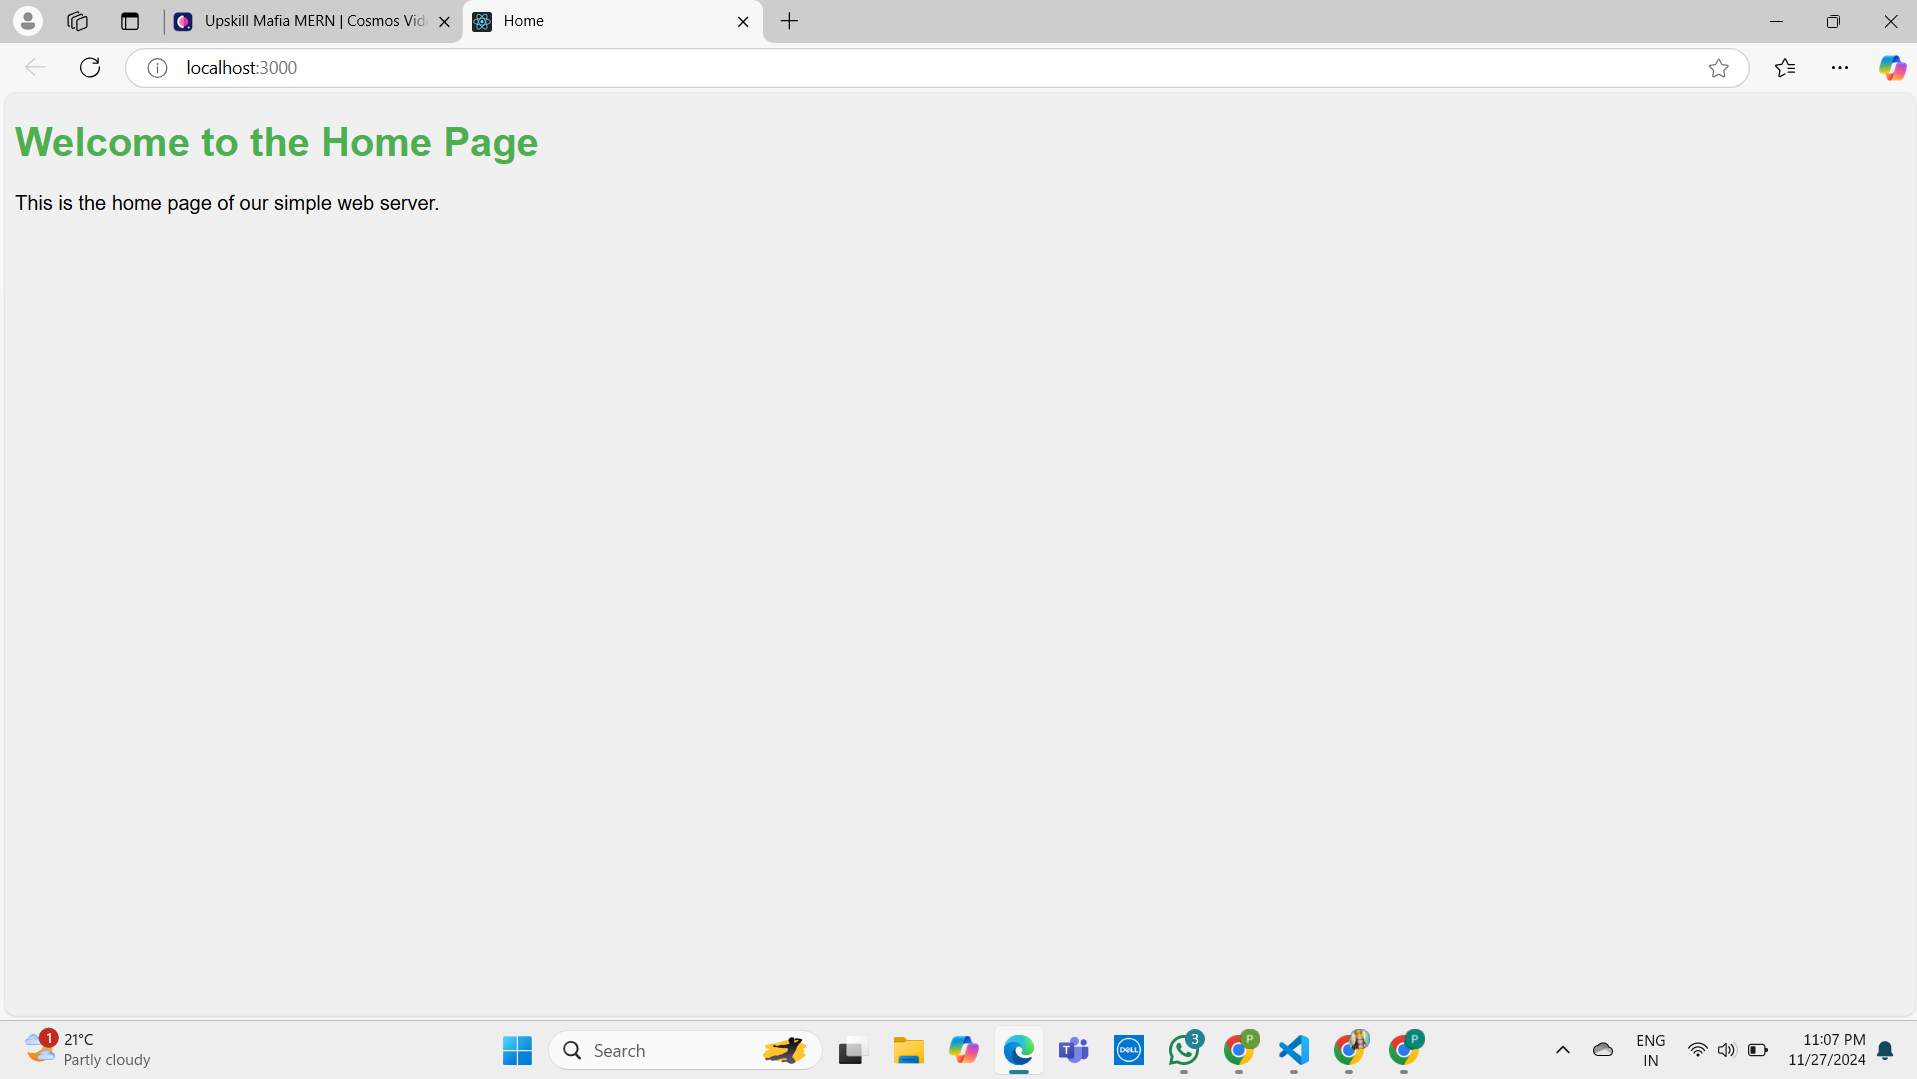 Upskill Mafia MERN | Cosmos Vid
Home
localhost:3000
Welcome to the Home Page
This is the home page of our simple web server.
1
21°C
Partly cloudy
Search
DELL
3
P
P
ENG
IN
11:07 PM
11/27/2024